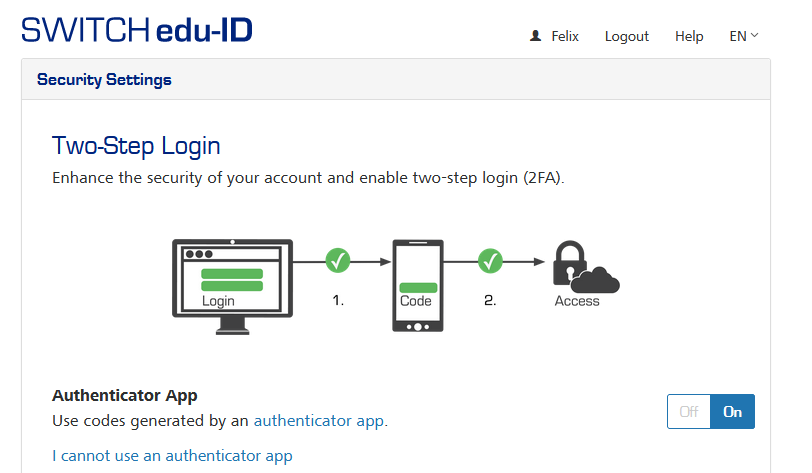 SWITCH edu-ID
Felix Logout Help EN
Security Settings
Two-Step Login
Enhance the security of your account and enable two-step login (2FA).
Login 1. Code 2. Access
Authenticator App
Use codes generated by an authenticator app.
Off On
I cannot use an authenticator app